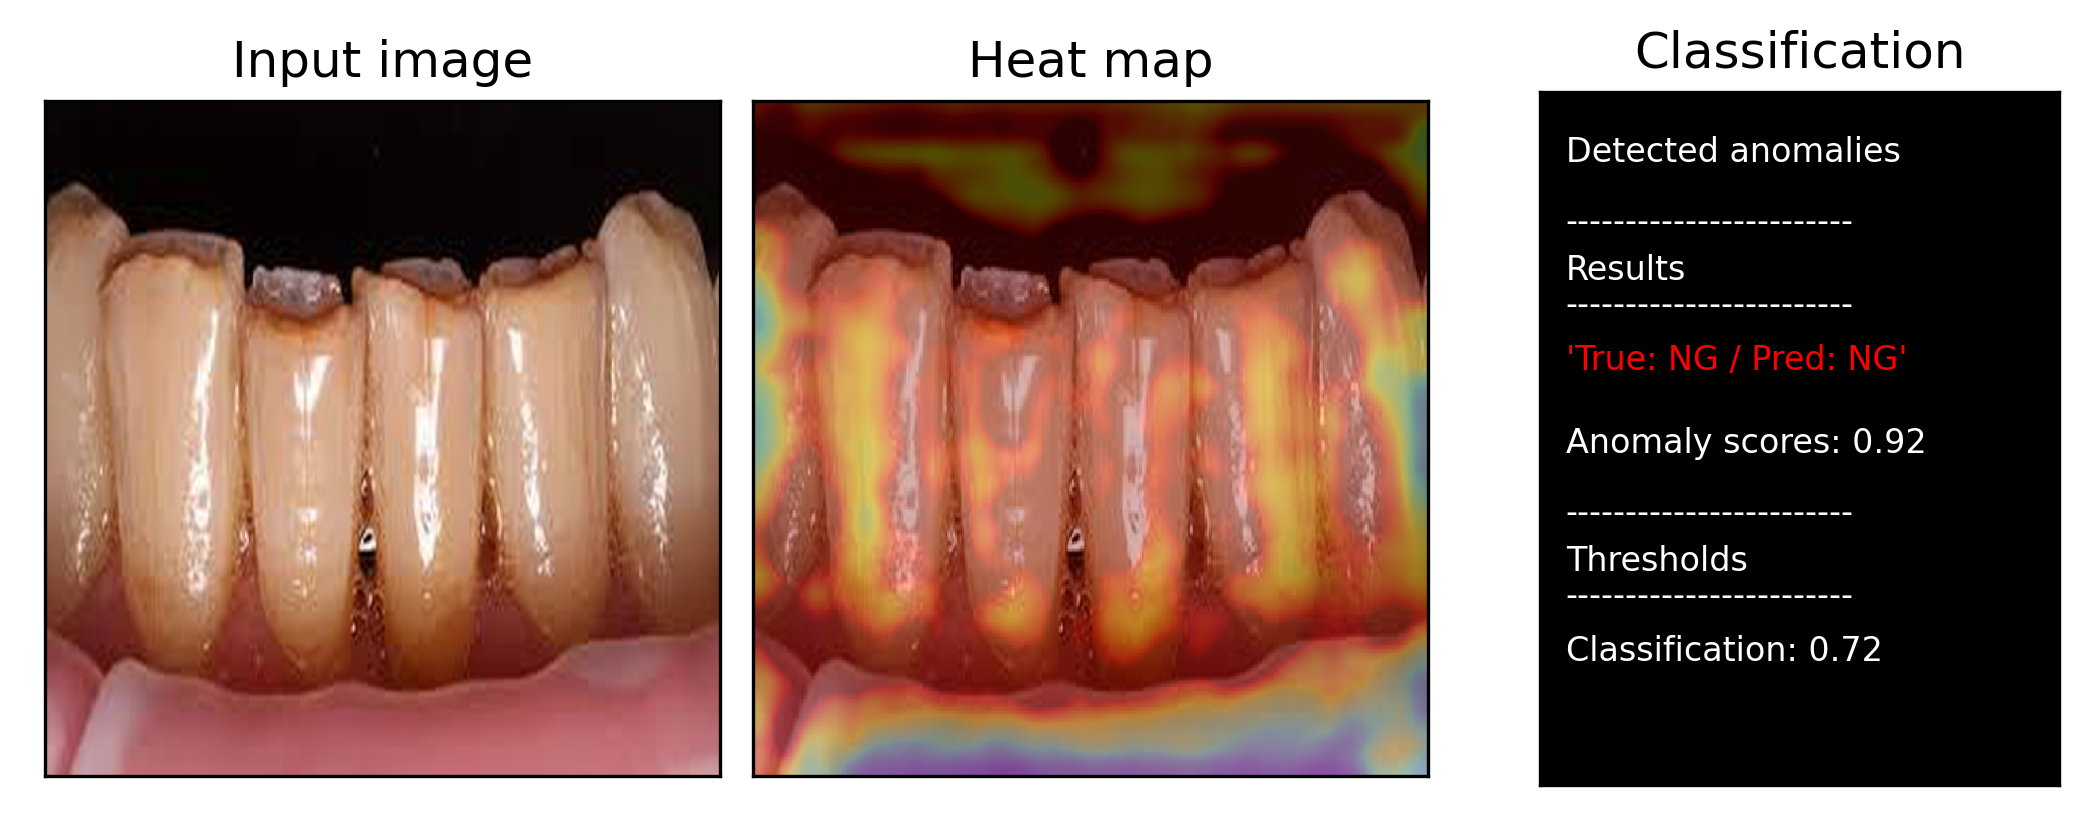 Input image
Heat map
Classification
Detected anomalies
------------------------
Results
------------------------
'True: NG / Pred: NG'
Anomaly scores: 0.92
------------------------
Thresholds
------------------------
Classification: 0.72